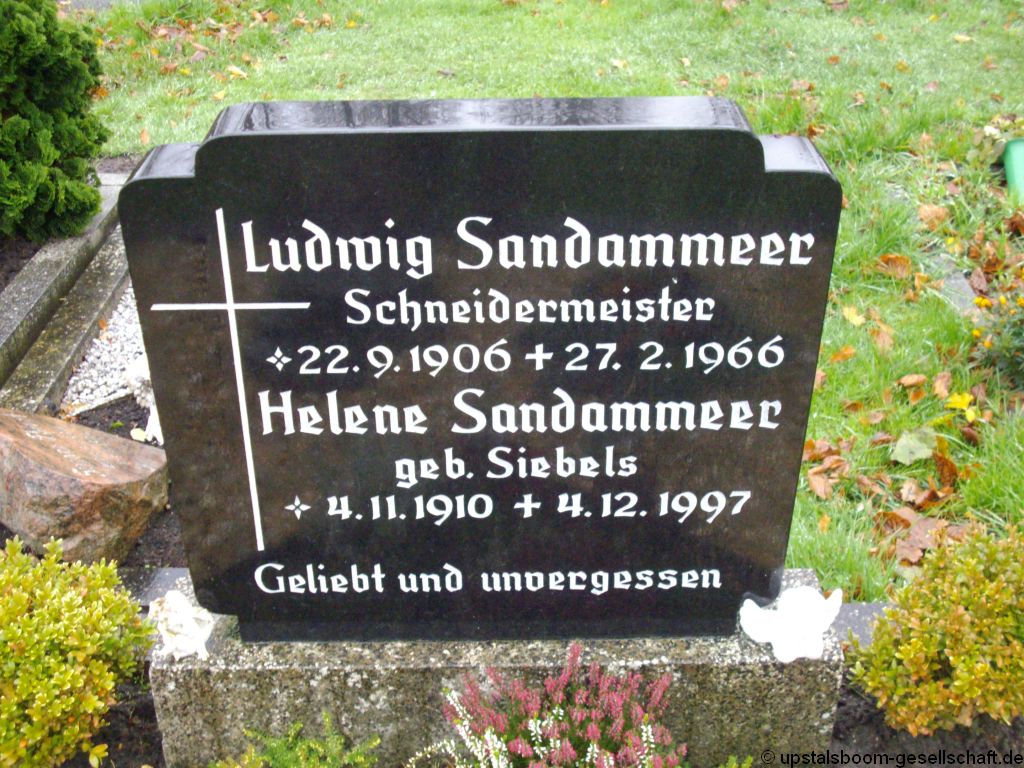 Ludwig Sandammeer
Schneidermeister
22.9.1906 + 27.2.1966
Helene Sandammeer
geb. Siebels
4.11.1910 + 4.12.1997
Geliebt und unvergessen
© upstalsboom-gesellschaft.de